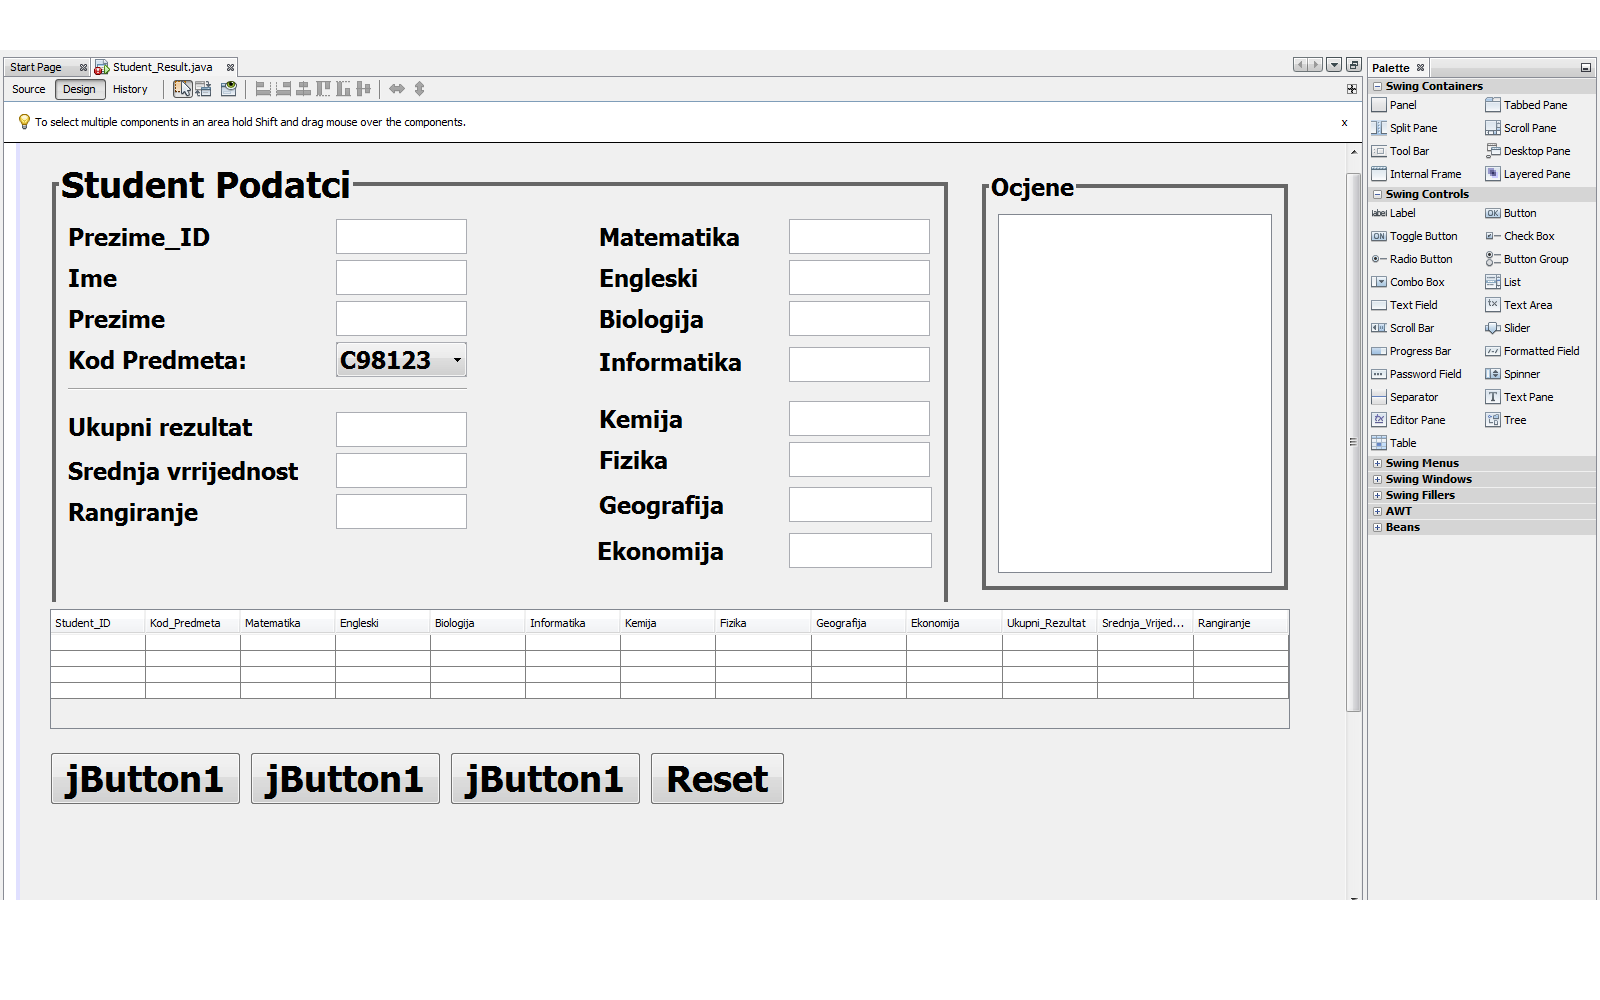 Start Page
Student_Result.java
Source Design History
To select multiple components in an area hold Shift and drag mouse over the components.
x
Student Podatci
Prezime_ID
Ime
Prezime
Kod Predmeta: C98123
Ukupni rezultat
Srednja vrrijednost
Rangiranje
Matematika
Engleski
Biologija
Informatika
Kemija
Fizika
Geografija
Ekonomija
Ocjene
Student_ID Kod_Predmeta Matematika Engleski Biologija Informatika Kemija Fizika Geografija Ekonomija Ukupni_Rezultat Srednja_Vrijed... Rangiranje
jButton1 jButton1 jButton1 Reset
Palette
Swing Containers
Panel Tabbed Pane
Split Pane Scroll Pane
Tool Bar Desktop Pane
Internal Frame Layered Pane
Swing Controls
label Label OK Button
ON Toggle Button Check Box
Radio Button Button Group
Combo Box List
Text Field Text Area
Scroll Bar Slider
Progress Bar Formatted Field
Password Field Spinner
Separator T Text Pane
Editor Pane Tree
Table
Swing Menus
Swing Windows
Swing Fillers
AWT
Beans